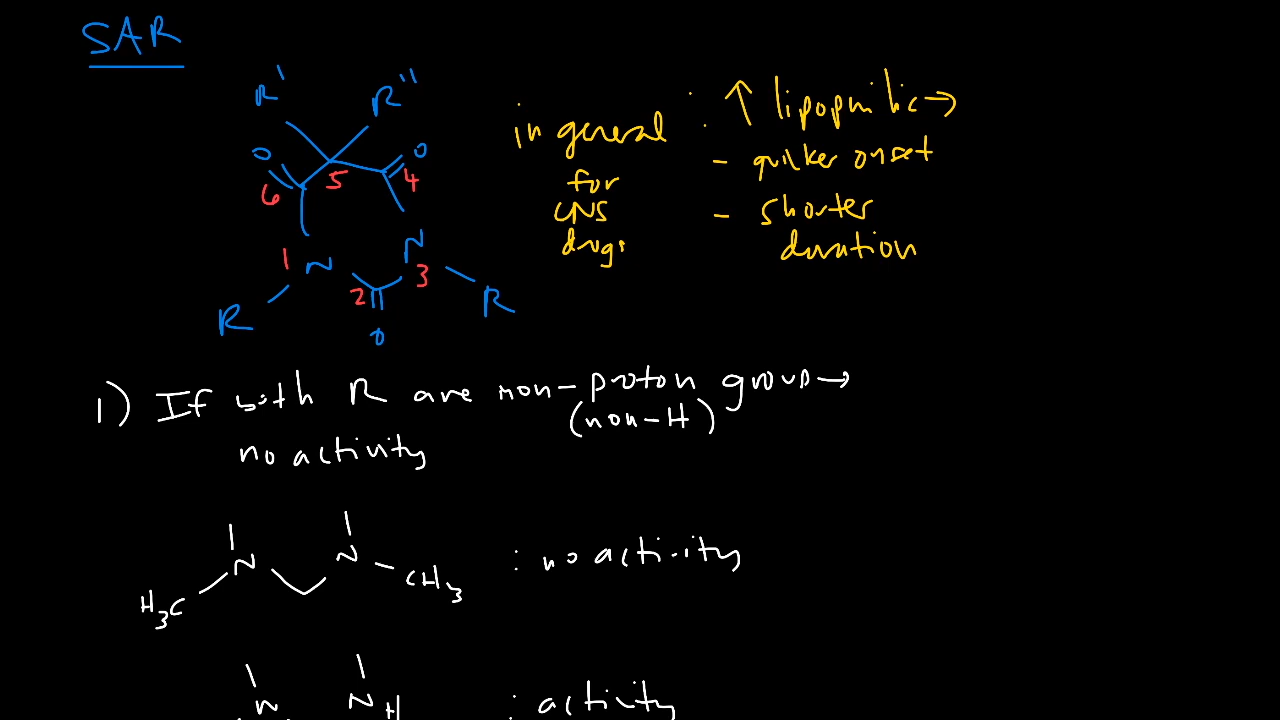 SAR
R' R"
O O
6 5 4
1 N N 3
2
R R
O
in general : ↑ lipophilic →
for
CNS
drugs
- quicker onset
- shorter
duration
1) If both R are non-proton group →
(non-H)
no activity
N N
H3C CH3 : no activity
N NH : activity